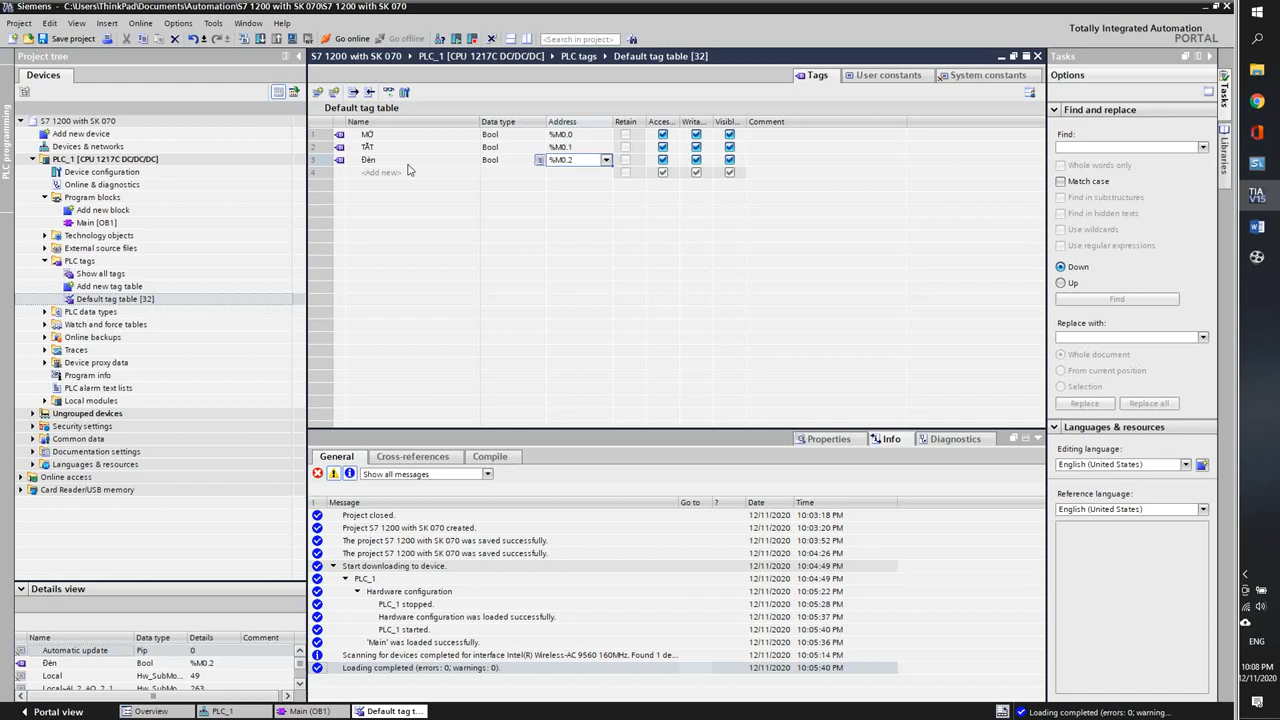 Siemens - C:\Users\ThinkPad\Documents\Automation\S7 1200 with SK 070\S7 1200 with SK 070
Project Edit View Insert Online Options Tools Window Help
Totally Integrated Automation
PORTAL
Save project Go online Go offline <Search in project>
Project tree
S7 1200 with SK 070 PLC_1 [CPU 1217C DC/DC/DC] PLC tags Default tag table [32]
Tasks
Devices
Tags User constants System constants
Options
PLC programming
Tasks
Libraries
Default tag table
Name Data type Address Retain Acces... Writa... Visibl... Comment
1 MỞ Bool %M0.0
2 TẮT Bool %M0.1
3 Đèn Bool %M0.2
4 <Add new>
S7 1200 with SK 070
Add new device
Devices & networks
PLC_1 [CPU 1217C DC/DC/DC]
Device configuration
Online & diagnostics
Program blocks
Add new block
Main [OB1]
Technology objects
External source files
PLC tags
Show all tags
Add new tag table
Default tag table [32]
PLC data types
Watch and force tables
Online backups
Traces
Device proxy data
Program info
PLC alarm text lists
Local modules
Ungrouped devices
Security settings
Common data
Documentation settings
Languages & resources
Online access
Card Reader/USB memory
Find and replace
Find:
Whole words only
Match case
Find in substructures
Find in hidden texts
Use wildcards
Use regular expressions
Down
Up
Find
Replace with:
Whole document
From current position
Selection
Replace Replace all
Languages & resources
Editing language:
English (United States)
Reference language:
English (United States)
Properties Info Diagnostics
General Cross-references Compile
Show all messages
! Message Go to ? Date Time
Project closed. 12/11/2020 10:03:18 PM
Project S7 1200 with SK 070 created. 12/11/2020 10:03:20 PM
The project S7 1200 with SK 070 was saved successfully. 12/11/2020 10:03:52 PM
The project S7 1200 with SK 070 was saved successfully. 12/11/2020 10:04:26 PM
Start downloading to device. 12/11/2020 10:04:49 PM
PLC_1 12/11/2020 10:04:49 PM
Hardware configuration 12/11/2020 10:05:22 PM
PLC_1 stopped. 12/11/2020 10:05:28 PM
Hardware configuration was loaded successfully. 12/11/2020 10:05:35 PM
PLC_1 started. 12/11/2020 10:05:40 PM
'Main' was loaded successfully. 12/11/2020 10:05:36 PM
Scanning for devices completed for interface Intel(R) Wireless-AC 9560 160MHz. Found 1 de... 12/11/2020 10:05:14 PM
Loading completed (errors: 0; warnings: 0). 12/11/2020 10:05:40 PM
Details view
Name Data type Details Comment
Automatic update Pip 0
Đèn Bool %M0.2
Local Hw_SubMo... 49
Local~AI_2_AO_2_1 Hw_SubMo... 263
Portal view Overview PLC_1 Main (OB1) Default tag t...
Loading completed (errors: 0; warning...
SIA
TIA
V15
ENG
10:08 PM
12/11/2020